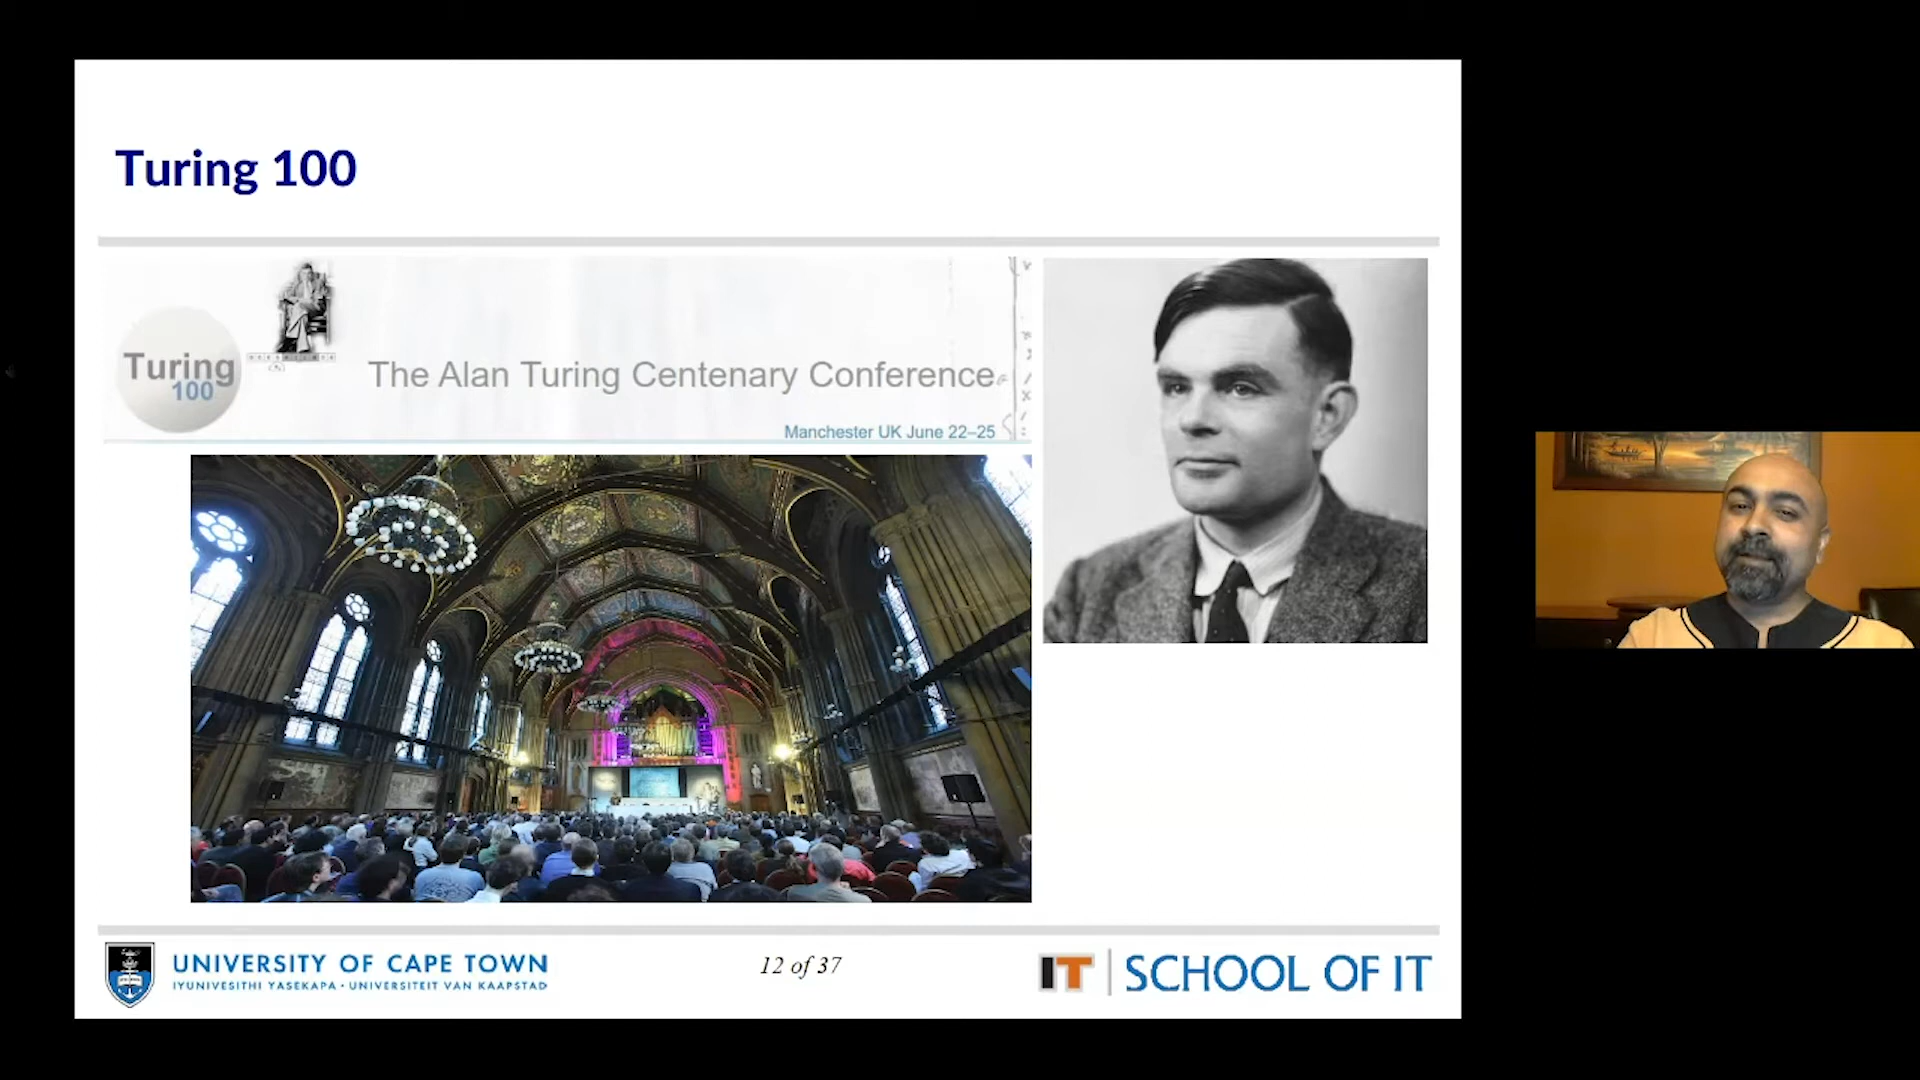 Turing 100
Turing
100
The Alan Turing Centenary Conference
Manchester UK June 22–25
UNIVERSITY OF CAPE TOWN
IYUNIVESITHI YASEKAPA · UNIVERSITEIT VAN KAAPSTAD
12 of 37
IT SCHOOL OF IT